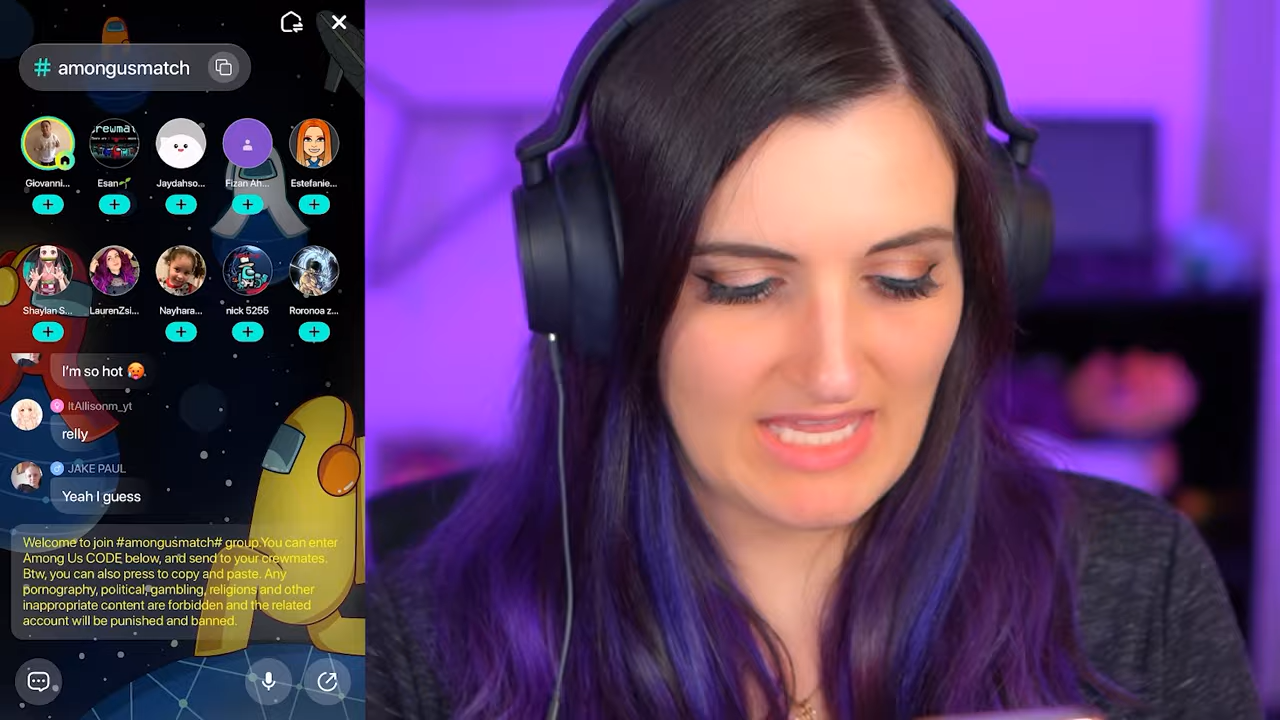 # amongusmatch
rewmat
Giovanni...
Esan🌱
Jaydahso...
Fizan Ah...
Estefanie...
Shaylan S...
LaurenZsi...
Nayhara...
nick 5255
Roronoa z...
I'm so hot 🥵
ItAllisonm_yt
relly
JAKE PAUL
Yeah I guess
Welcome to join #amongusmatch# group.You can enter
Among Us CODE below, and send to your crewmates.
Btw, you can also press to copy and paste. Any
pornography, political, gambling, religions and other
inappropriate content are forbidden and the related
account will be punished and banned.